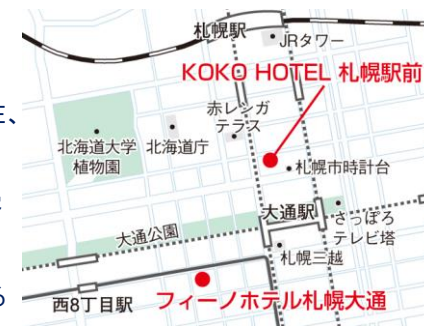 札幌駅
JRタワー
KOKO HOTEL 札幌駅前
E、
赤レンガ
テラス
北海道大学
植物園
北海道庁
札幌市時計台
大通駅
さっぽろ
テレビ塔
大通公園
札幌三越
る
西8丁目駅
フィーノホテル札幌大通